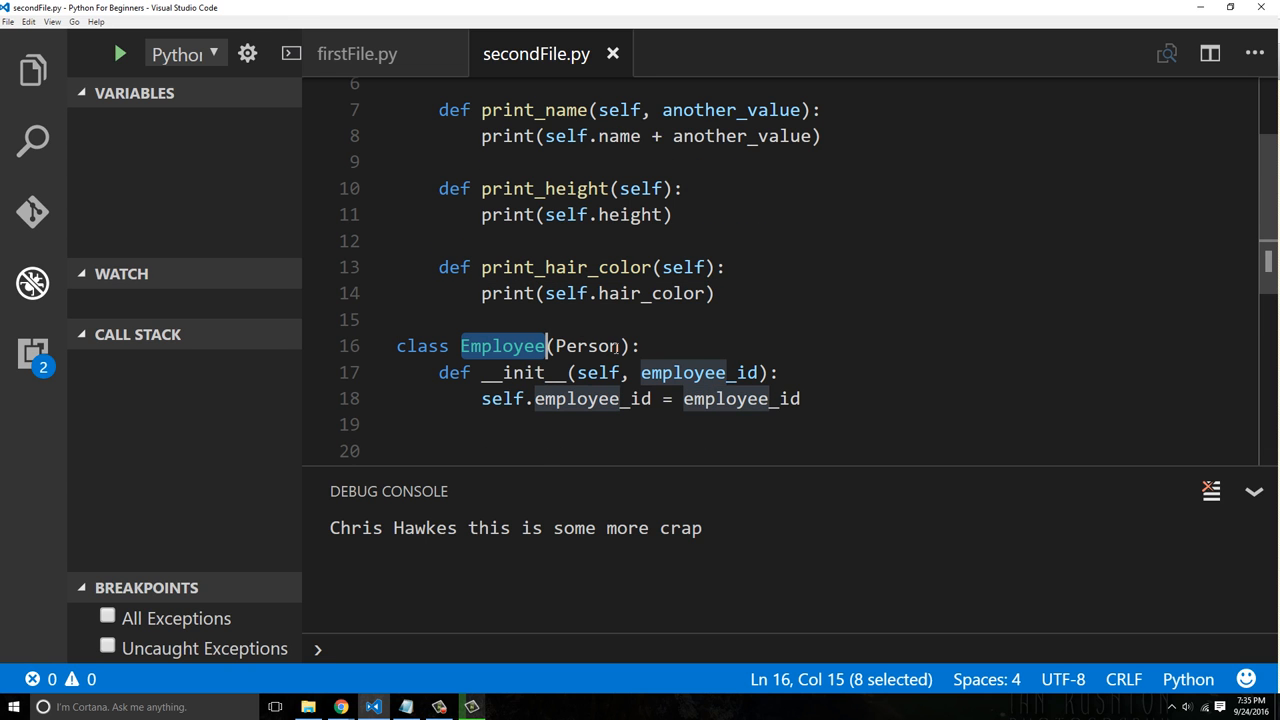 secondFile.py - Python For Beginners - Visual Studio Code
File Edit View Go Help
Pythor
firstFile.py
secondFile.py
VARIABLES
WATCH
CALL STACK
2
BREAKPOINTS
All Exceptions
Uncaught Exceptions
6
7 def print_name(self, another_value):
8 print(self.name + another_value)
9
10 def print_height(self):
11 print(self.height)
12
13 def print_hair_color(self):
14 print(self.hair_color)
15
16 class Employee(Person):
17 def __init__(self, employee_id):
18 self.employee_id = employee_id
19
20
DEBUG CONSOLE
Chris Hawkes this is some more crap
0 0
Ln 16, Col 15 (8 selected) Spaces: 4 UTF-8 CRLF Python
I'm Cortana. Ask me anything.
7:35 PM
9/24/2016